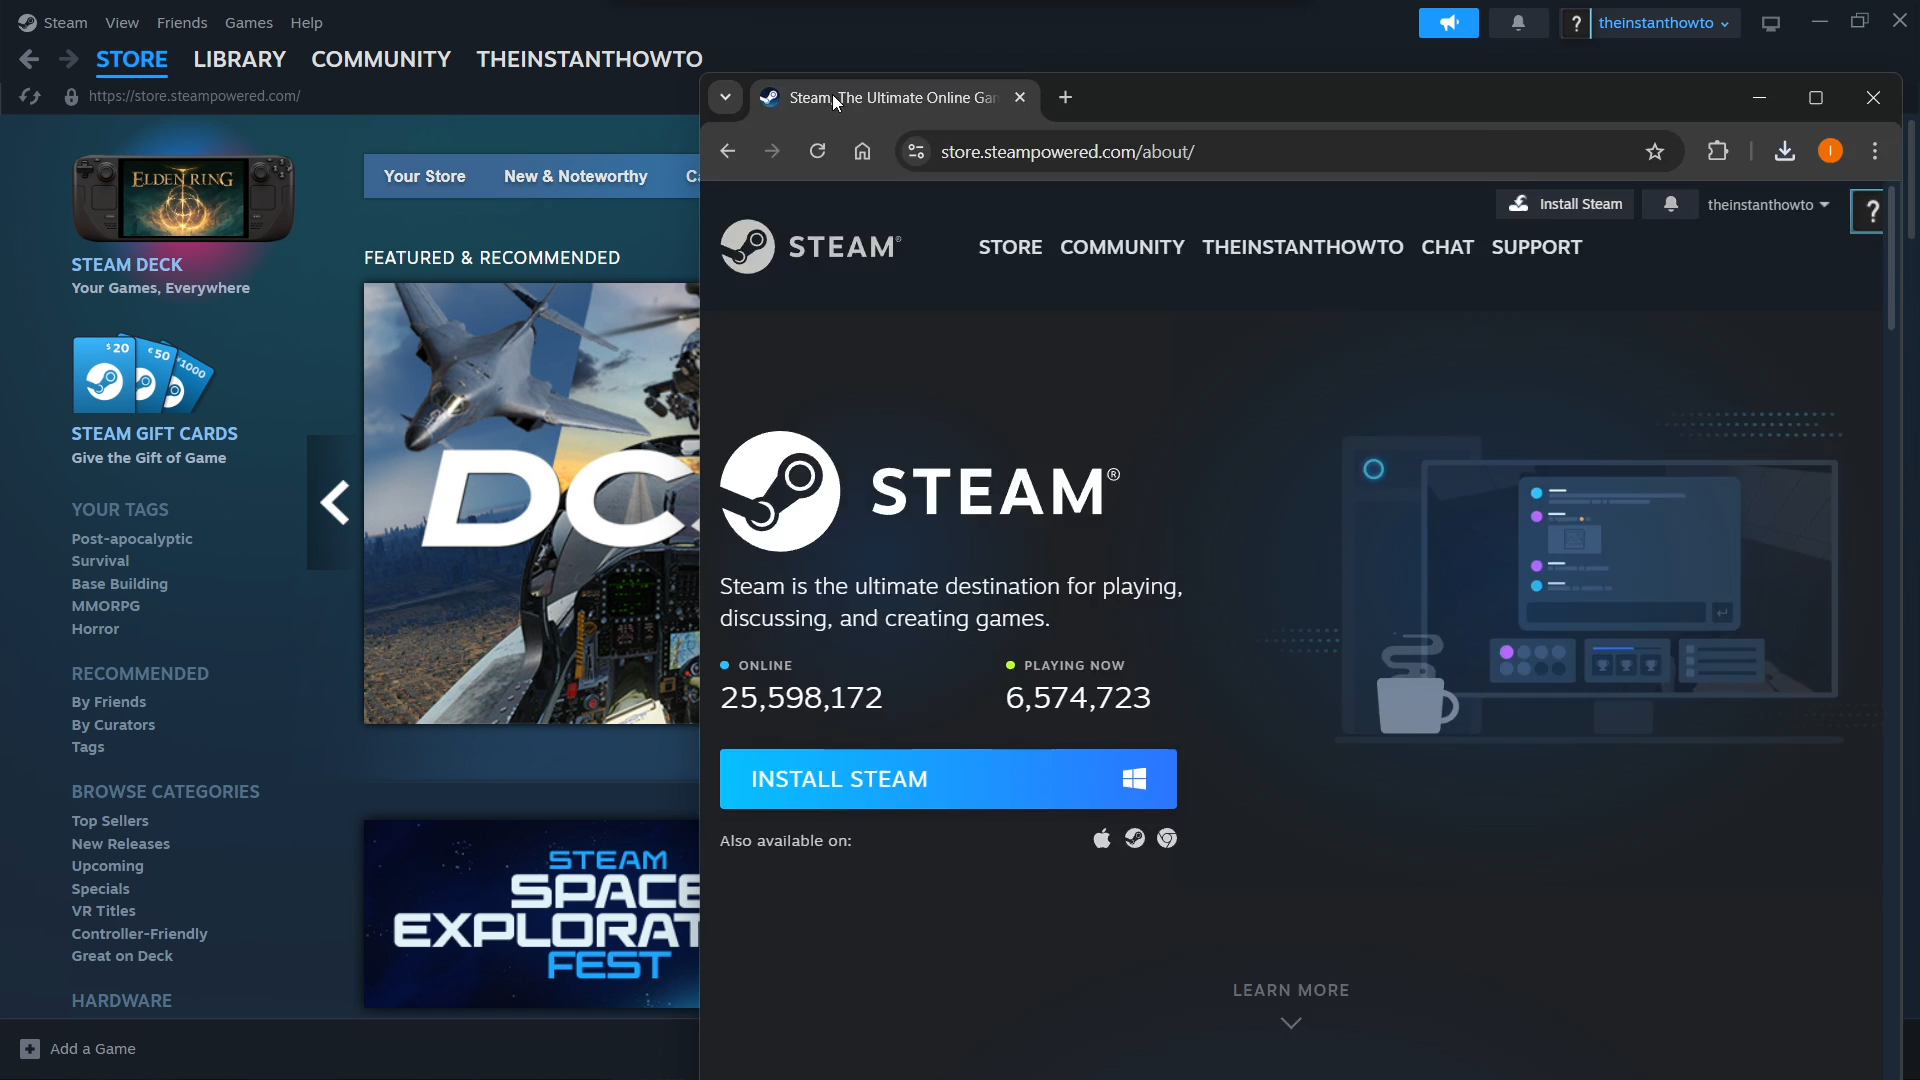 Steam View Friends Games Help
? theinstanthowto
STORE LIBRARY COMMUNITY THEINSTANTHOWTO
https://store.steampowered.com/
ELDEN RING
STEAM DECK
Your Games, Everywhere
$20 €50 ¥1000
STEAM GIFT CARDS
Give the Gift of Game
YOUR TAGS
Post-apocalyptic
Survival
Base Building
MMORPG
Horror
RECOMMENDED
By Friends
By Curators
Tags
BROWSE CATEGORIES
Top Sellers
New Releases
Upcoming
Specials
VR Titles
Controller-Friendly
Great on Deck
HARDWARE
Add a Game
Your Store New & Noteworthy
FEATURED & RECOMMENDED
DC
STEAM
SPACE
EXPLORAT
FEST
Steam, The Ultimate Online Gam
store.steampowered.com/about/
I
Install Steam theinstanthowto ?
STEAM®
STORE COMMUNITY THEINSTANTHOWTO CHAT SUPPORT
STEAM®
Steam is the ultimate destination for playing,
discussing, and creating games.
ONLINE PLAYING NOW
25,598,172 6,574,723
INSTALL STEAM
Also available on:
LEARN MORE